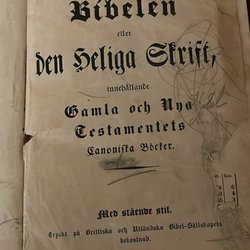 Bibelen
eller
den Heliga Skrift,
innehållande
Gamla och Nya
Testamentets
Canoniska Böcker.
Med stående stil.
Tryckt på Brittiska och Utländska Bibel-Sällskapets
bekostnad.